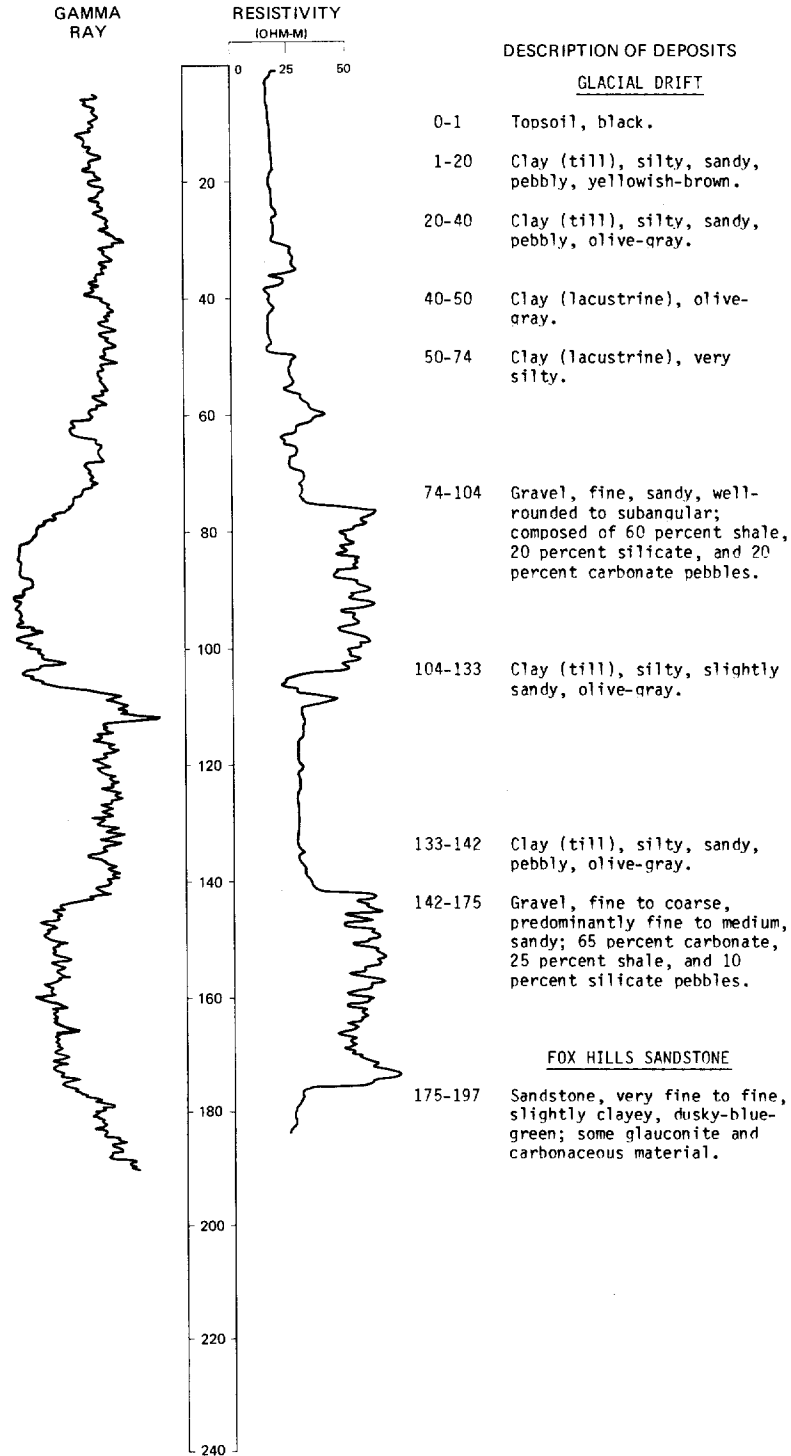 GAMMA
RAY
RESISTIVITY
(OHM-M)
0 25 50
20
40
60
80
100
120
140
160
180
200
220
240
DESCRIPTION OF DEPOSITS
GLACIAL DRIFT
0-1 Topsoil, black.
1-20 Clay (till), silty, sandy,
pebbly, yellowish-brown.
20-40 Clay (till), silty, sandy,
pebbly, olive-gray.
40-50 Clay (lacustrine), olive-
gray.
50-74 Clay (lacustrine), very
silty.
74-104 Gravel, fine, sandy, well-
rounded to subangular;
composed of 60 percent shale,
20 percent silicate, and 20
percent carbonate pebbles.
104-133 Clay (till), silty, slightly
sandy, olive-gray.
133-142 Clay (till), silty, sandy,
pebbly, olive-gray.
142-175 Gravel, fine to coarse,
predominantly fine to medium,
sandy; 65 percent carbonate,
25 percent shale, and 10
percent silicate pebbles.
FOX HILLS SANDSTONE
175-197 Sandstone, very fine to fine,
slightly clayey, dusky-blue-
green; some glauconite and
carbonaceous material.